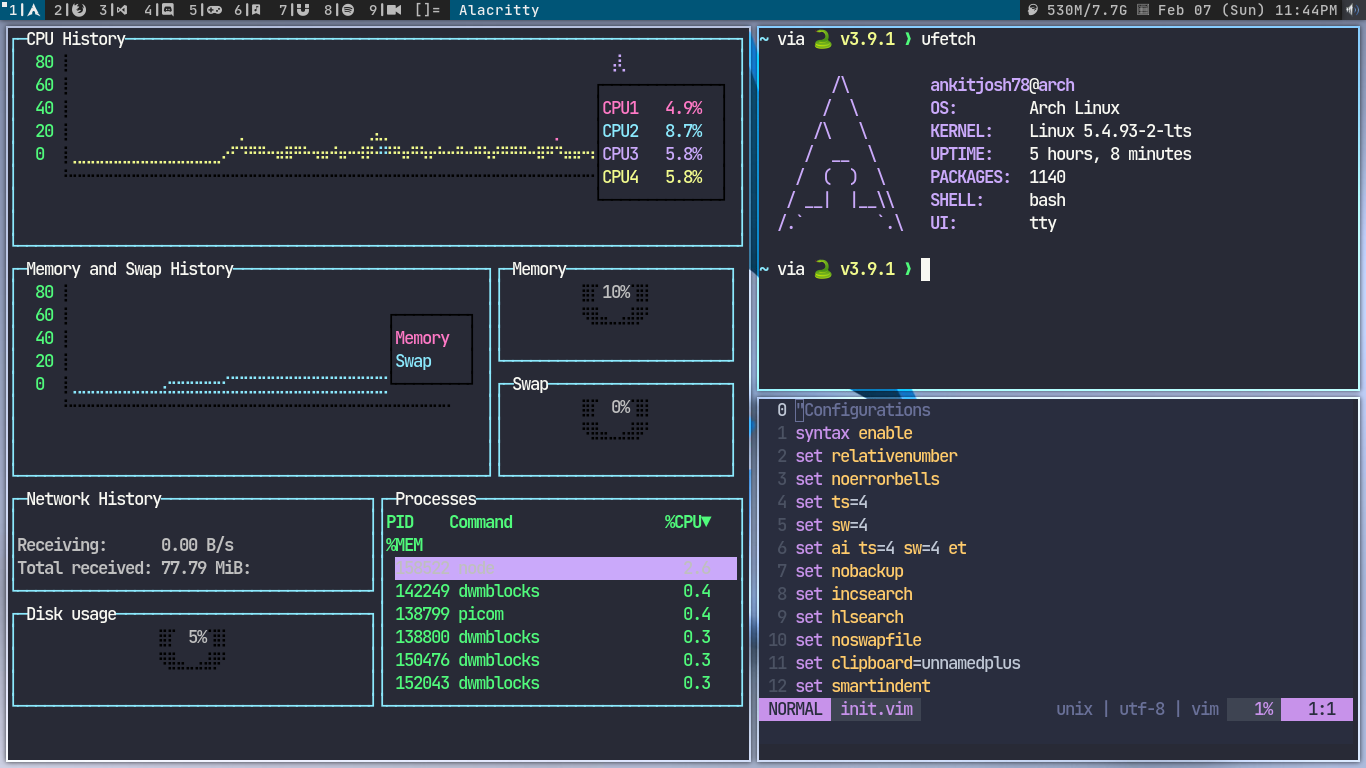 1 2 3 4 5 6 7 8 9 []= Alacritty 530M/7.7G Feb 07 (Sun) 11:44PM
CPU History
80
60
40
20
0
CPU1 4.9%
CPU2 8.7%
CPU3 5.8%
CPU4 5.8%
Memory and Swap History
80
60
40
20
0
Memory
Swap
Memory
10%
Swap
0%
Network History
Receiving: 0.00 B/s
Total received: 77.79 MiB:
Disk usage
5%
Processes
PID Command %CPU▼
%MEM
142249 dwmblocks 0.4
138799 picom 0.4
138800 dwmblocks 0.3
150476 dwmblocks 0.3
152043 dwmblocks 0.3
~ via 🐍 v3.9.1 ❯ ufetch
ankitjosh78@arch
OS: Arch Linux
KERNEL: Linux 5.4.93-2-lts
UPTIME: 5 hours, 8 minutes
PACKAGES: 1140
SHELL: bash
UI: tty
~ via 🐍 v3.9.1 ❯
0 "Configurations
1 syntax enable
2 set relativenumber
3 set noerrorbells
4 set ts=4
5 set sw=4
6 set ai ts=4 sw=4 et
7 set nobackup
8 set incsearch
9 set hlsearch
10 set noswapfile
11 set clipboard=unnamedplus
12 set smartindent
NORMAL init.vim unix | utf-8 | vim 1% 1:1